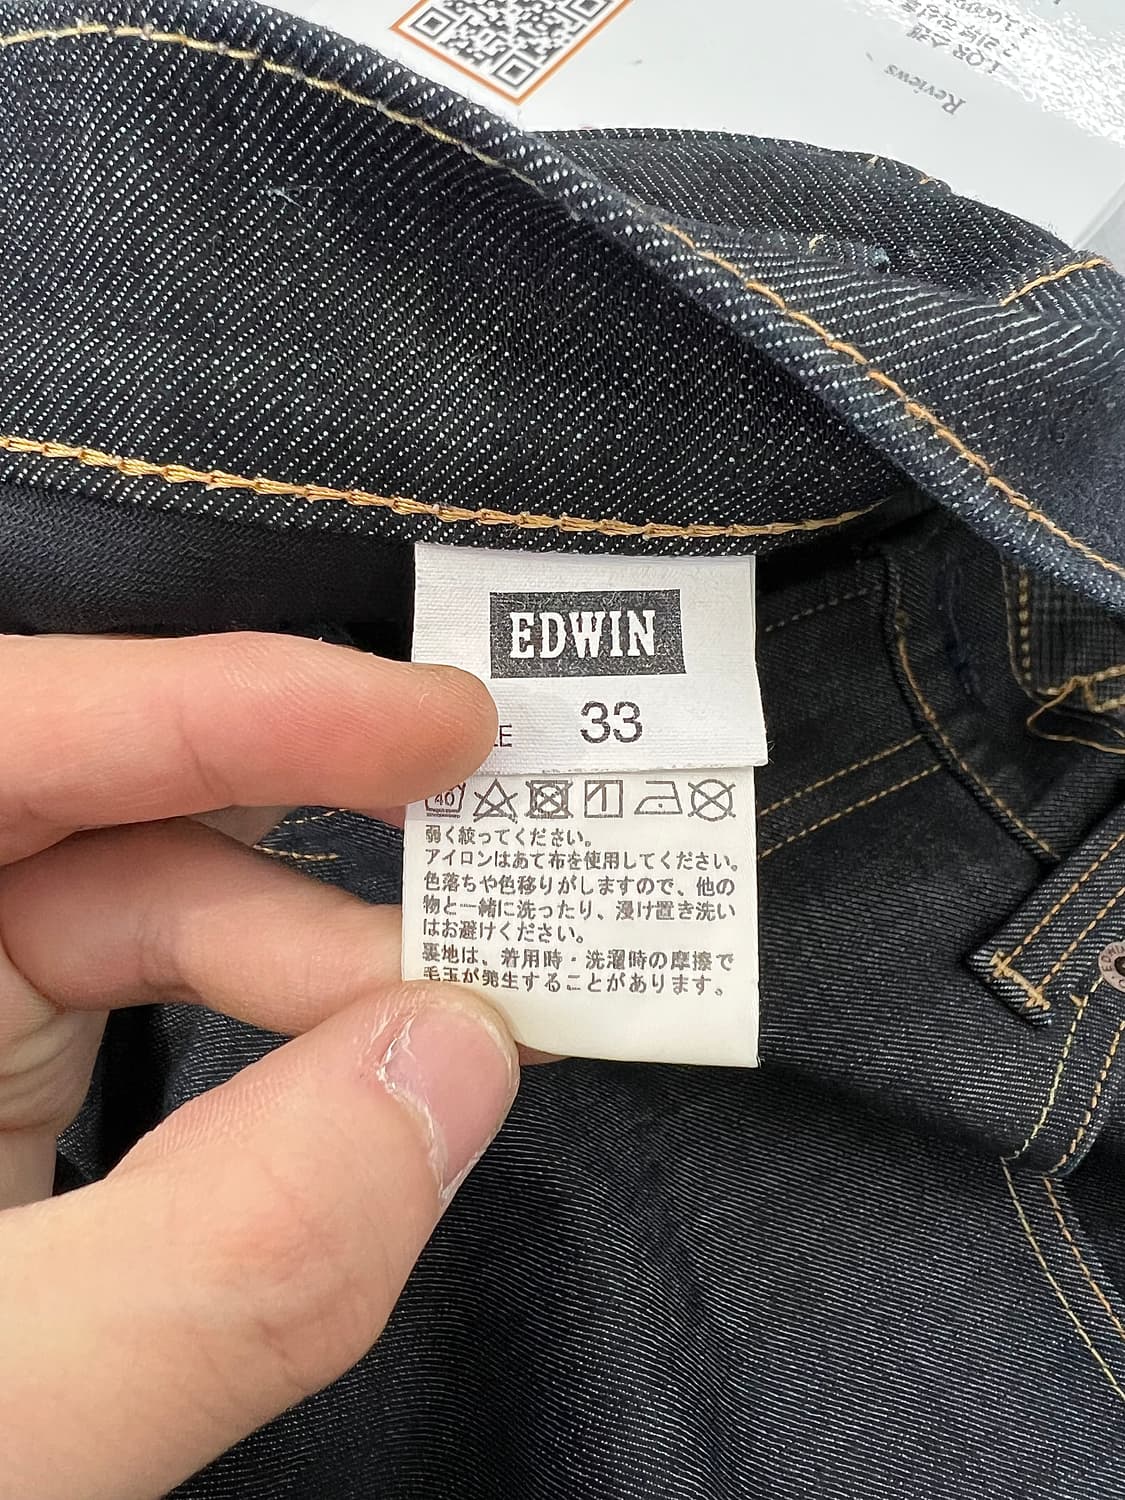 Reviews
EDWIN
33
40
弱く絞ってください。
アイロンはあて布を使用してください。
色落ちや色移りがしますので、他の
物と一緒に洗ったり、浸け置き洗い
はお避けください。
裏地は、着用時・洗濯時の摩擦で
毛玉が発生することがあります。
EDWIN